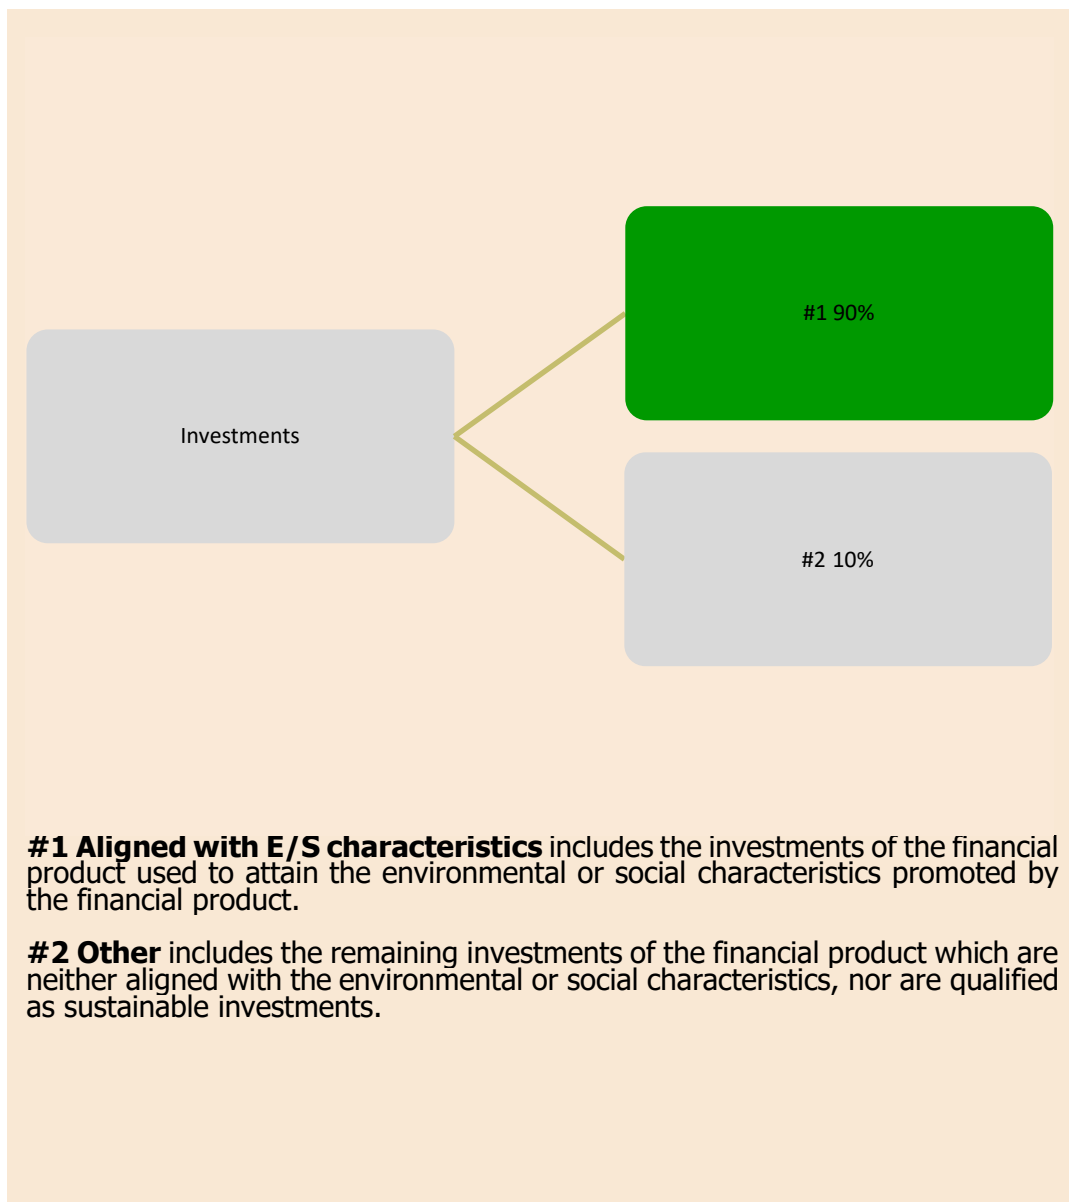 #1 90%
Investments
#2 10%
#1 Aligned with E/S characteristics includes the investments of the financial
product used to attain the environmental or social characteristics promoted by
the financial product.
#2 Other includes the remaining investments of the financial product which are
neither aligned with the environmental or social characteristics, nor are qualified
as sustainable investments.